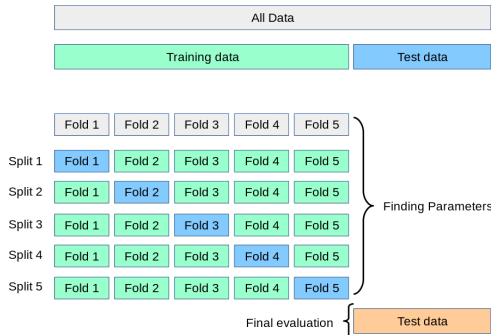 All Data
Training data Test data
Fold 1 Fold 2 Fold 3 Fold 4 Fold 5
Split 1 Fold 1 Fold 2 Fold 3 Fold 4 Fold 5
Split 2 Fold 1 Fold 2 Fold 3 Fold 4 Fold 5
Finding Parameters
Split 3 Fold 1 Fold 2 Fold 3 Fold 4 Fold 5
Split 4 Fold 1 Fold 2 Fold 3 Fold 4 Fold 5
Split 5 Fold 1 Fold 2 Fold 3 Fold 4 Fold 5
Final evaluation Test data